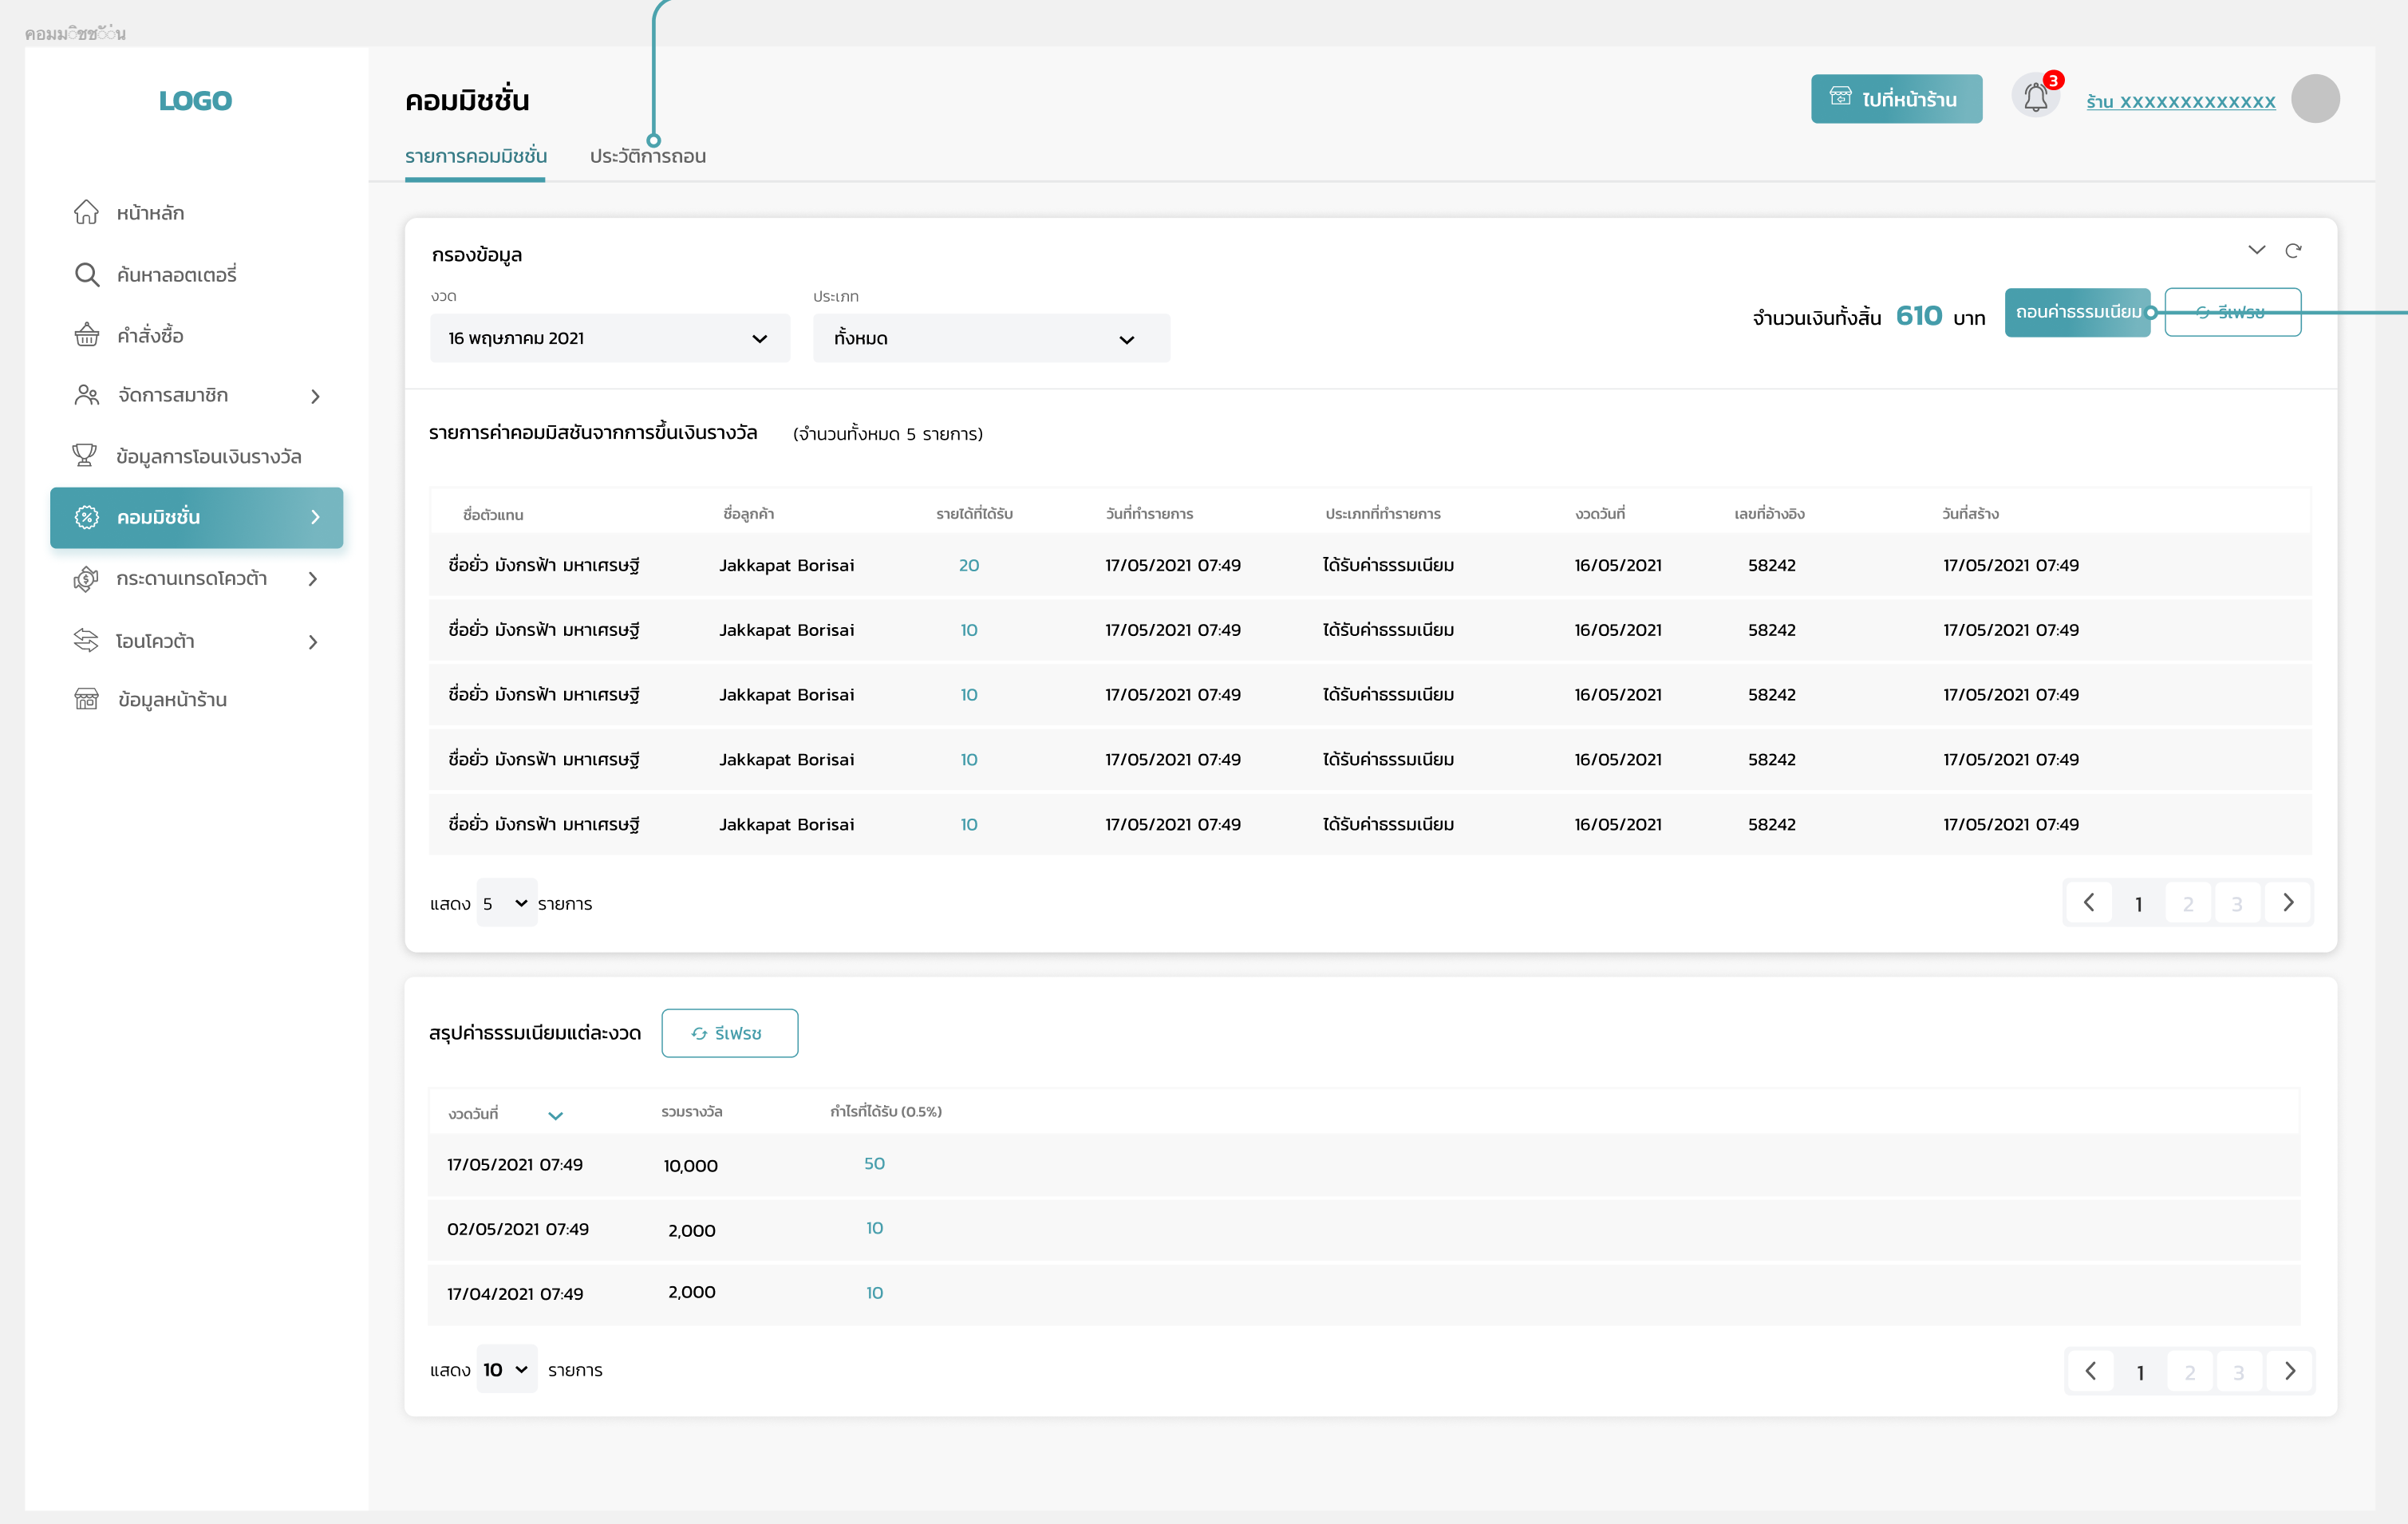 คอมมิชชั่น
LOGO
หน้าหลัก
ค้นหาลอตเตอรี่
คำสั่งซื้อ
จัดการสมาชิก
ข้อมูลการโอนเงินรางวัล
คอมมิชชั่น
กระดานเทรดโควต้า
โอนโควต้า
ข้อมูลหน้าร้าน
คอมมิชชั่น
ไปที่หน้าร้าน
3
ร้าน XXXXXXXXXXXXX
รายการคอมมิชชั่น ประวัติการถอน
กรองข้อมูล
งวด ประเภท
16 พฤษภาคม 2021 ทั้งหมด
จำนวนเงินทั้งสิ้น 610 บาท ถอนค่าธรรมเนียม รีเฟรช
รายการค่าคอมมิสชันจากการขึ้นเงินรางวัล (จำนวนทั้งหมด 5 รายการ)
ชื่อตัวแทน ชื่อลูกค้า รายได้ที่ได้รับ วันที่ทำรายการ ประเภทที่ทำรายการ งวดวันที่ เลขที่อ้างอิง วันที่สร้าง
ชื่อยั่ว มังกรฟ้า มหาเศรษฐี Jakkapat Borisai 20 17/05/2021 07:49 ได้รับค่าธรรมเนียม 16/05/2021 58242 17/05/2021 07:49
ชื่อยั่ว มังกรฟ้า มหาเศรษฐี Jakkapat Borisai 10 17/05/2021 07:49 ได้รับค่าธรรมเนียม 16/05/2021 58242 17/05/2021 07:49
ชื่อยั่ว มังกรฟ้า มหาเศรษฐี Jakkapat Borisai 10 17/05/2021 07:49 ได้รับค่าธรรมเนียม 16/05/2021 58242 17/05/2021 07:49
ชื่อยั่ว มังกรฟ้า มหาเศรษฐี Jakkapat Borisai 10 17/05/2021 07:49 ได้รับค่าธรรมเนียม 16/05/2021 58242 17/05/2021 07:49
ชื่อยั่ว มังกรฟ้า มหาเศรษฐี Jakkapat Borisai 10 17/05/2021 07:49 ได้รับค่าธรรมเนียม 16/05/2021 58242 17/05/2021 07:49
แสดง 5 รายการ 1 2 3
สรุปค่าธรรมเนียมแต่ละงวด รีเฟรช
งวดวันที่ รวมรางวัล กำไรที่ได้รับ (0.5%)
17/05/2021 07:49 10,000 50
02/05/2021 07:49 2,000 10
17/04/2021 07:49 2,000 10
แสดง 10 รายการ 1 2 3